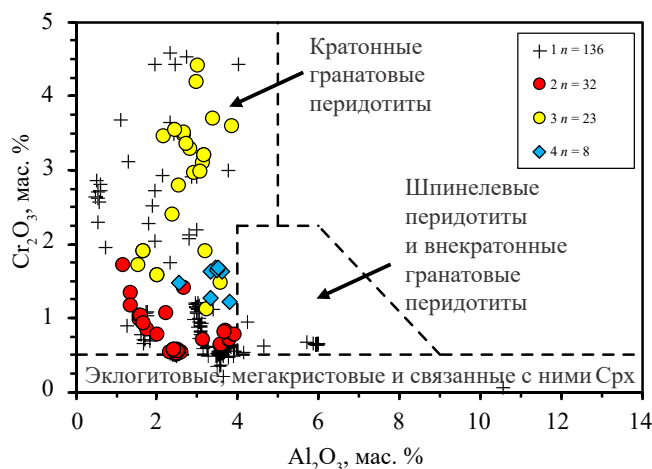 5
4
3
2
1
0
Cr₂O₃, мас. %
Кратонные
гранатовые
перидотиты
1 n = 136
2 n = 32
3 n = 23
4 n = 8
Шпинелевые
перидотиты
и внекратонные
гранатовые
перидотиты
Эклогитовые, мегакристовые и связанные с ними Cpx
0 2 4 6 8 10 12 14
Al₂O₃, мас. %